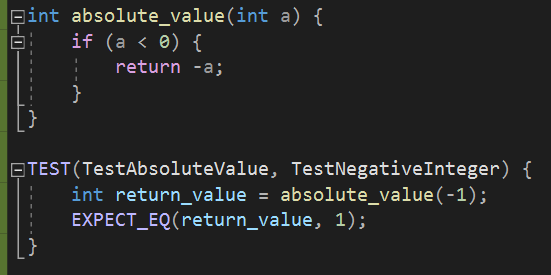 int absolute_value(int a) {
if (a < 0) {
return -a;
}
}
TEST(TestAbsoluteValue, TestNegativeInteger) {
int return_value = absolute_value(-1);
EXPECT_EQ(return_value, 1);
}